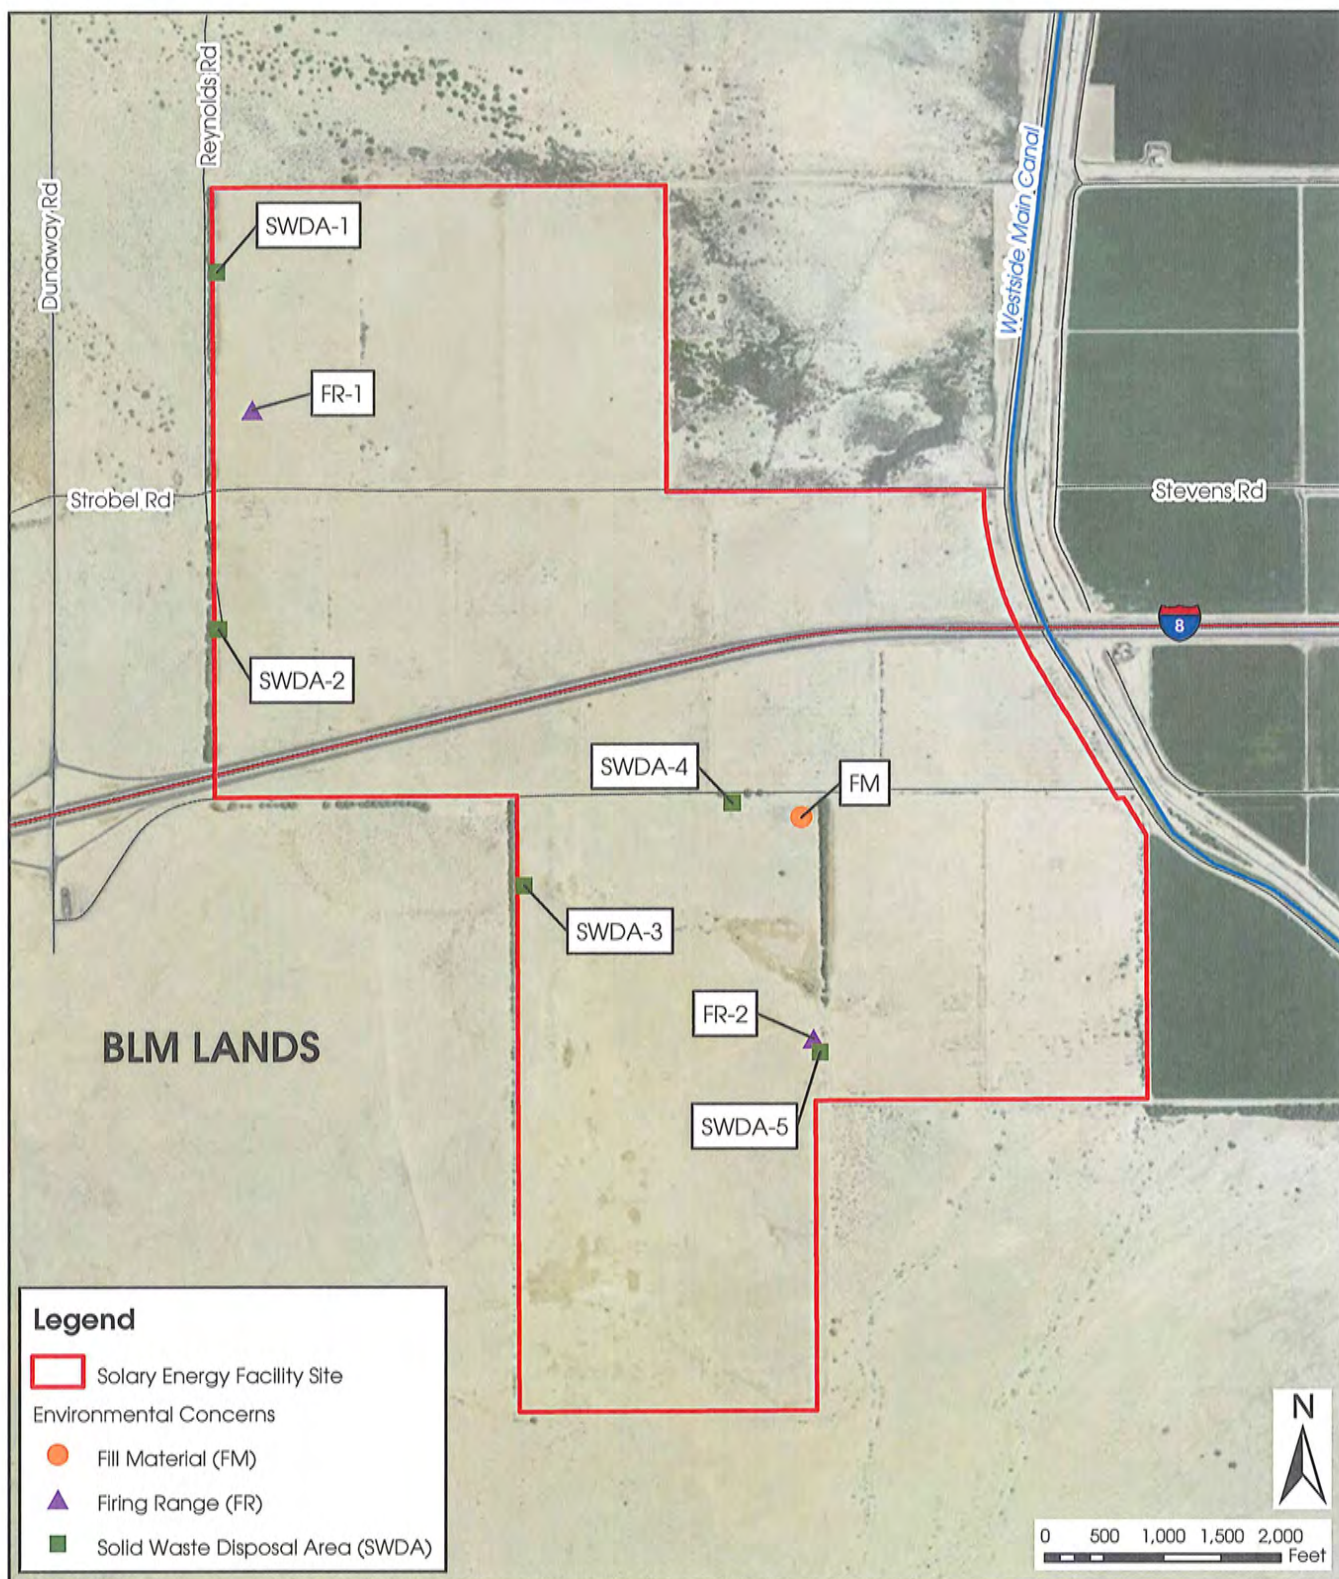 Reynolds Rd
Dunaway Rd
Westside Main Canal
SWDA-1
FR-1
Strobel Rd
Stevens Rd
8
SWDA-2
SWDA-4
FM
SWDA-3
FR-2
BLM LANDS
SWDA-5
Legend
Solary Energy Facility Site
Environmental Concerns
Fill Material (FM)
Firing Range (FR)
Solid Waste Disposal Area (SWDA)
N
0 500 1,000 1,500 2,000
Feet